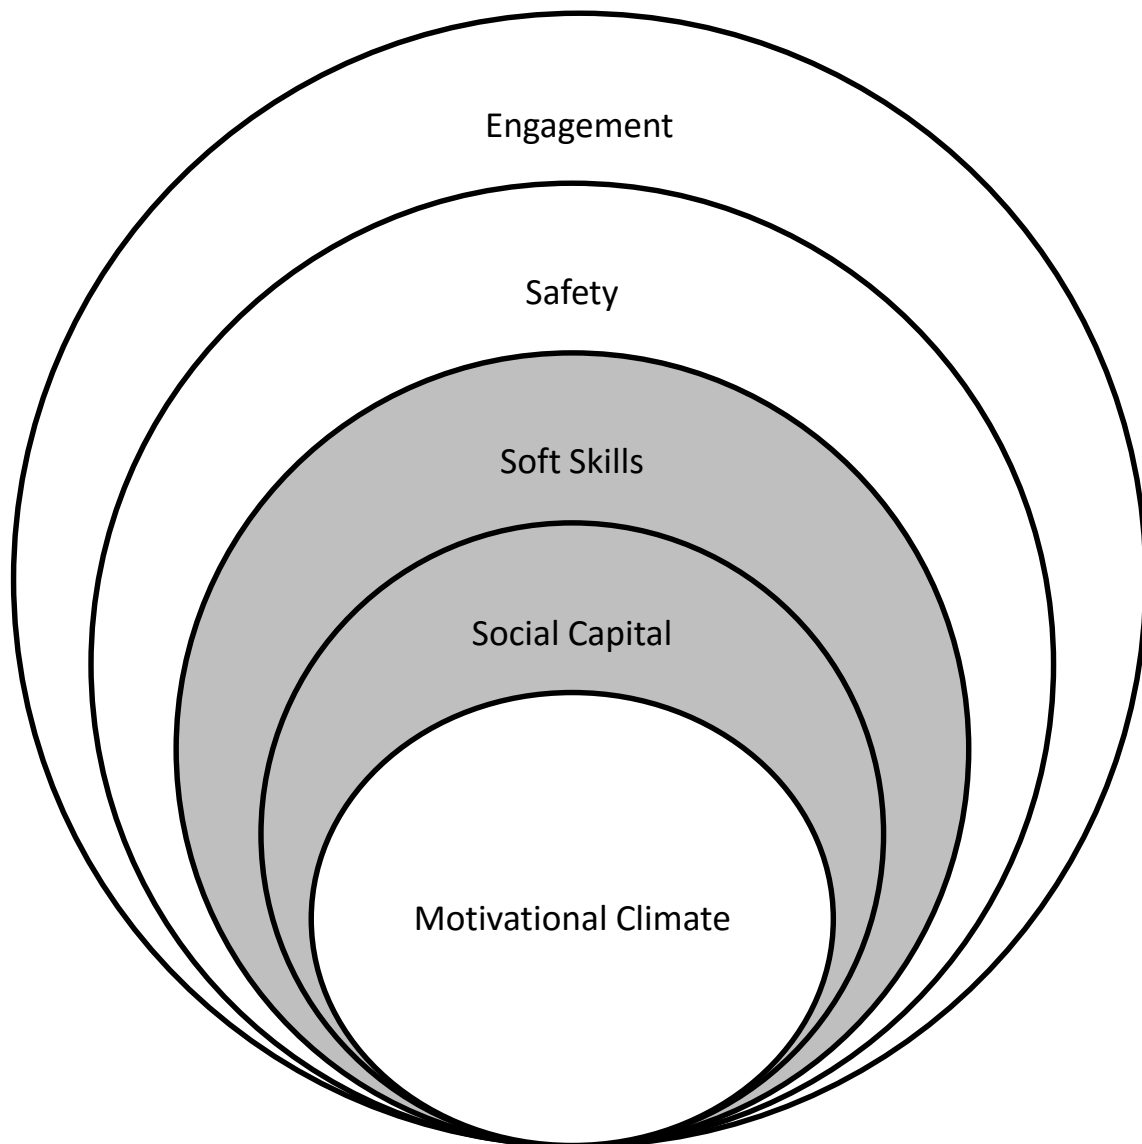 Engagement
Safety
Soft Skills
Social Capital
Motivational Climate